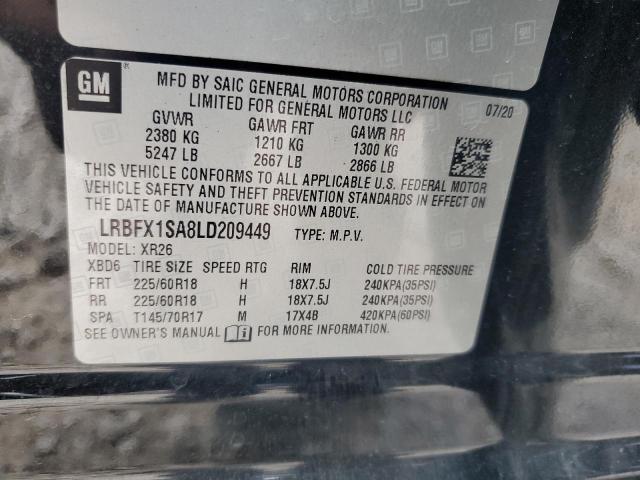 GM
MFD BY SAIC GENERAL MOTORS CORPORATION
LIMITED FOR GENERAL MOTORS LLC
07/20
GVWR GAWR FRT GAWR RR
2380 KG 1210 KG 1300 KG
5247 LB 2667 LB 2866 LB
THIS VEHICLE CONFORMS TO ALL APPLICABLE U.S. FEDERAL MOTOR
VEHICLE SAFETY AND THEFT PREVENTION STANDARDS IN EFFECT ON
THE DATE OF MANUFACTURE SHOWN ABOVE.
LRBFX1SA8LD209449 TYPE: M.P.V.
MODEL: XR26
XBD6 TIRE SIZE SPEED RTG RIM COLD TIRE PRESSURE
FRT 225/60R18 H 18X7.5J 240KPA(35PSI)
RR 225/60R18 H 18X7.5J 240KPA(35PSI)
SPA T145/70R17 M 17X4B 420KPA(60PSI)
SEE OWNER'S MANUAL FOR MORE INFORMATION.